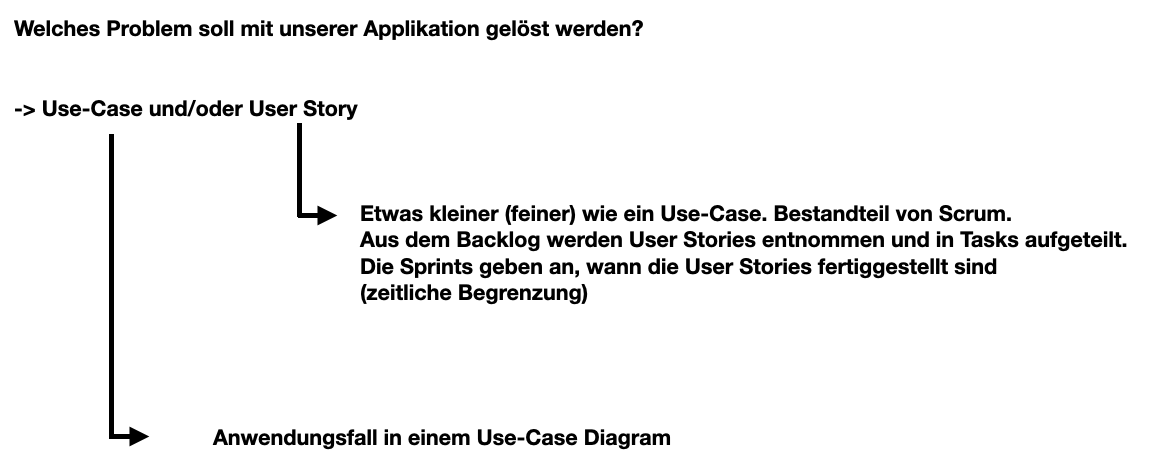 Welches Problem soll mit unserer Applikation gelöst werden?
-> Use-Case und/oder User Story
Etwas kleiner (feiner) wie ein Use-Case. Bestandteil von Scrum.
Aus dem Backlog werden User Stories entnommen und in Tasks aufgeteilt.
Die Sprints geben an, wann die User Stories fertiggestellt sind
(zeitliche Begrenzung)
Anwendungsfall in einem Use-Case Diagram